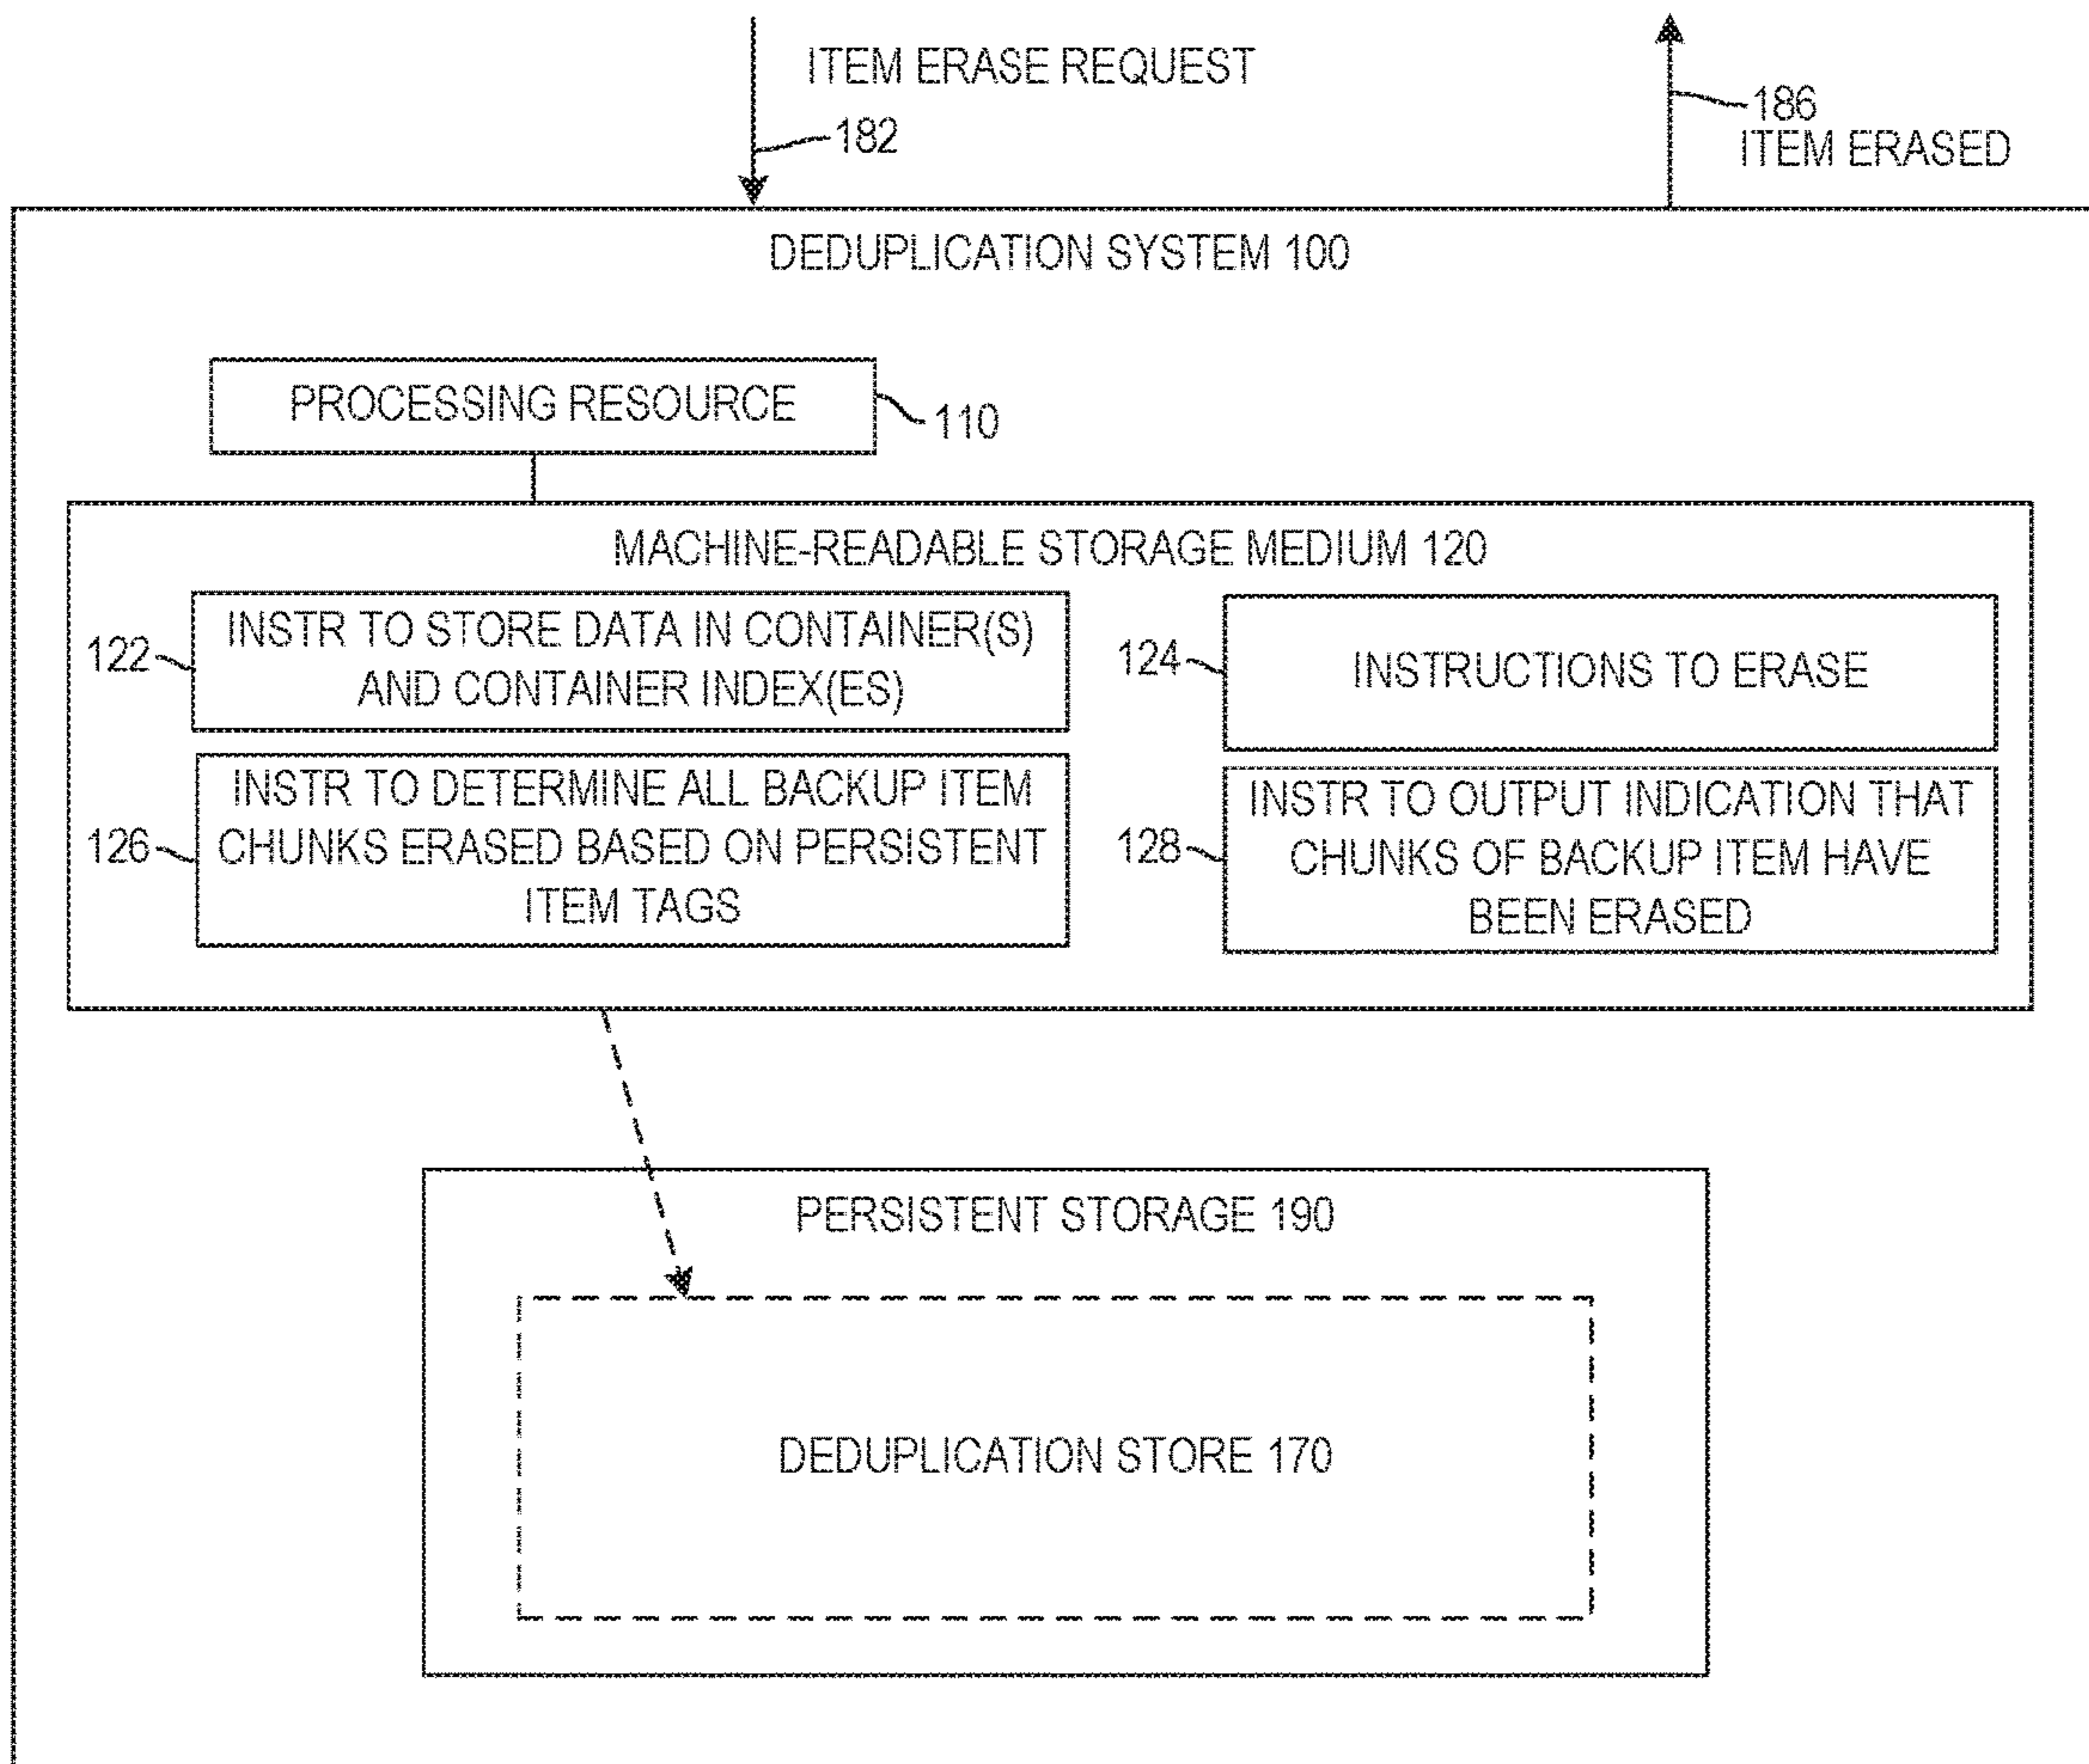 ITEM ERASE REQUEST
182
186
ITEM ERASED
DEDUPLICATION SYSTEM 100
PROCESSING RESOURCE
110
MACHINE-READABLE STORAGE MEDIUM 120
122
INSTR TO STORE DATA IN CONTAINER(S)
AND CONTAINER INDEX(ES)
124
INSTRUCTIONS TO ERASE
126
INSTR TO DETERMINE ALL BACKUP ITEM
CHUNKS ERASED BASED ON PERSISTENT
ITEM TAGS
128
INSTR TO OUTPUT INDICATION THAT
CHUNKS OF BACKUP ITEM HAVE
BEEN ERASED
PERSISTENT STORAGE 190
DEDUPLICATION STORE 170